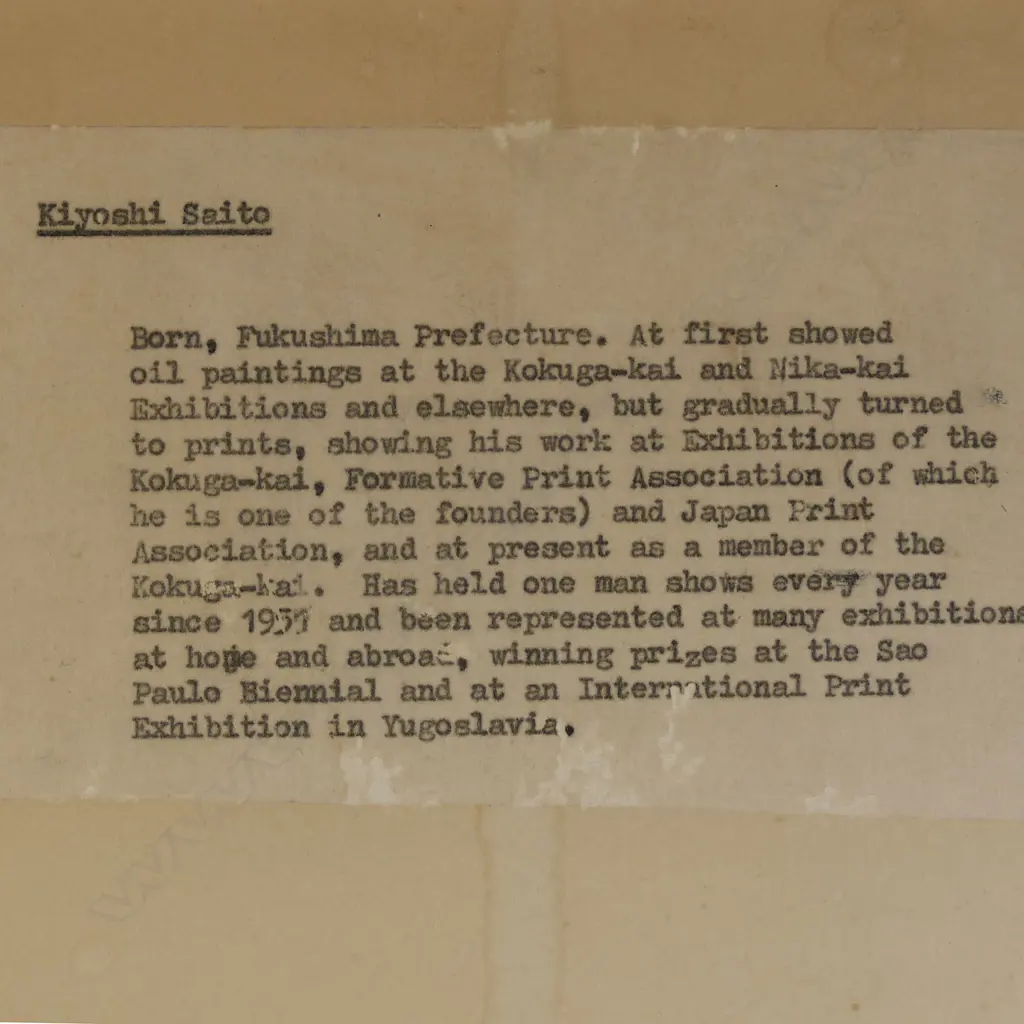 Kiyoshi Saito
Born, Fukushima Prefecture. At first showed
oil paintings at the Kokuga-kai and Nika-kai
Exhibitions and elsewhere, but gradually turned
to prints, showing his work at Exhibitions of the
Kokuga-kai, Formative Print Association (of which
he is one of the founders) and Japan Print
Association, and at present as a member of the
Kokuga-kai. Has held one man shows every year
since and been represented at many exhibitions
at home and abroad, winning prizes at the Sao
Paulo Biennial and at an International Print
Exhibition in Yugoslavia.